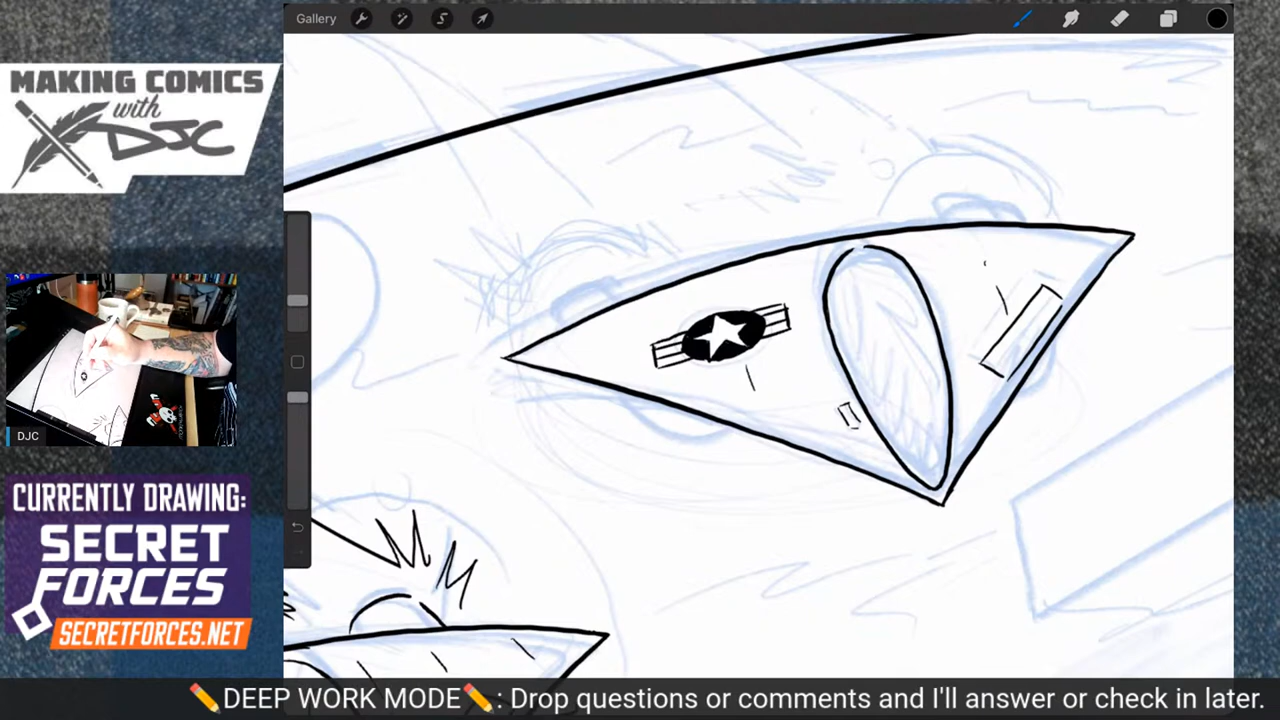 Gallery
MAKING COMICS
with
DJC
DJC
CURRENTLY DRAWING:
SECRET
FORCES
SECRETFORCES.NET
✏️DEEP WORK MODE✏️: Drop questions or comments and I'll answer or check in later.